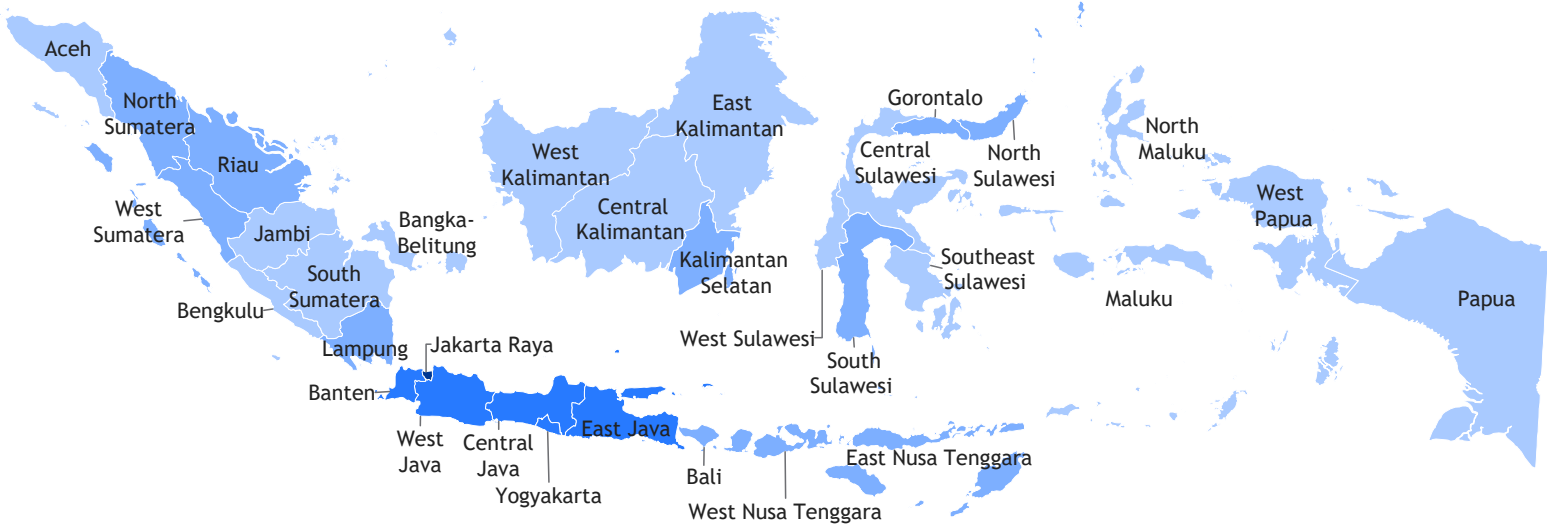 Aceh
North
Sumatera
Riau
West
Sumatera
Jambi
Bangka-
Belitung
South
Sumatera
Bengkulu
Lampung
Jakarta Raya
Banten
West
Java
Central
Java
Yogyakarta
East Java
Bali
West Nusa Tenggara
East Nusa Tenggara
West
Kalimantan
Central
Kalimantan
East
Kalimantan
Kalimantan
Selatan
Gorontalo
Central
Sulawesi
North
Sulawesi
Southeast
Sulawesi
West Sulawesi
South
Sulawesi
North
Maluku
Maluku
West
Papua
Papua